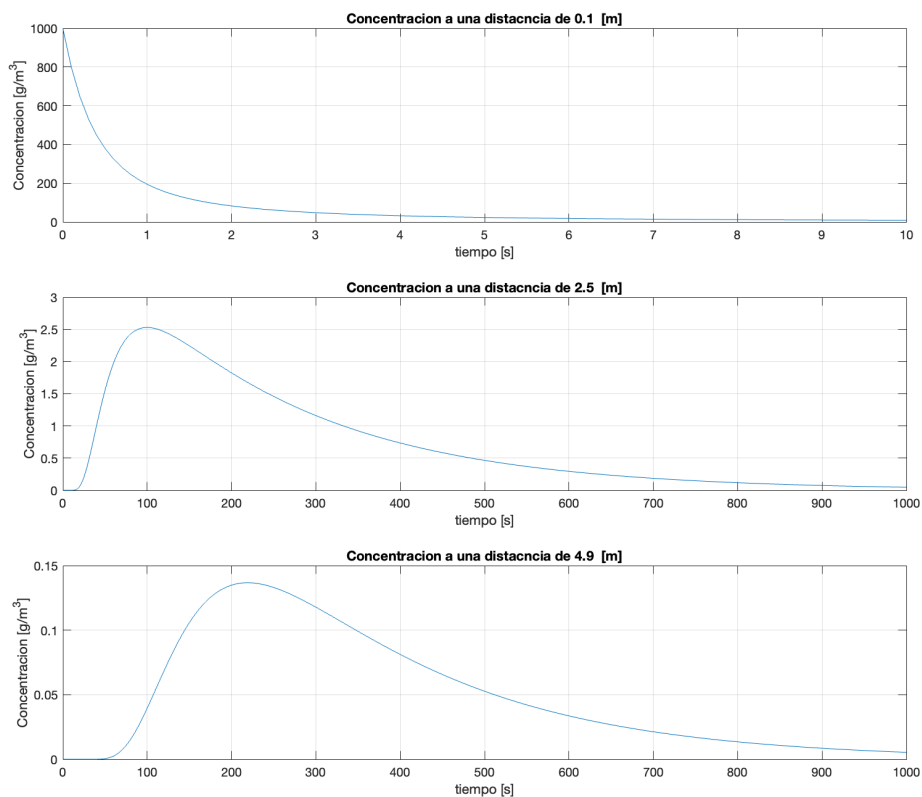 Concentracion a una distacncia de 0.1 [m]
Concentracion [g/m³]
1000
800
600
400
200
0
0 1 2 3 4 5 6 7 8 9 10
tiempo [s]
Concentracion a una distacncia de 2.5 [m]
Concentracion [g/m³]
3
2.5
2
1.5
1
0.5
0
0 100 200 300 400 500 600 700 800 900 1000
tiempo [s]
Concentracion a una distacncia de 4.9 [m]
Concentracion [g/m³]
0.15
0.1
0.05
0
0 100 200 300 400 500 600 700 800 900 1000
tiempo [s]